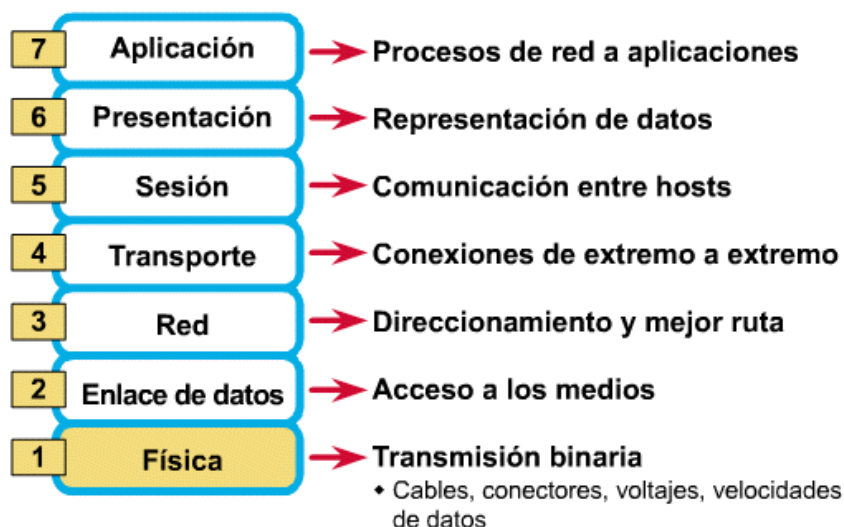 7 Aplicación Procesos de red a aplicaciones
6 Presentación Representación de datos
5 Sesión Comunicación entre hosts
4 Transporte Conexiones de extremo a extremo
3 Red Direccionamiento y mejor ruta
2 Enlace de datos Acceso a los medios
1 Física Transmisión binaria
◆ Cables, conectores, voltajes, velocidades
de datos